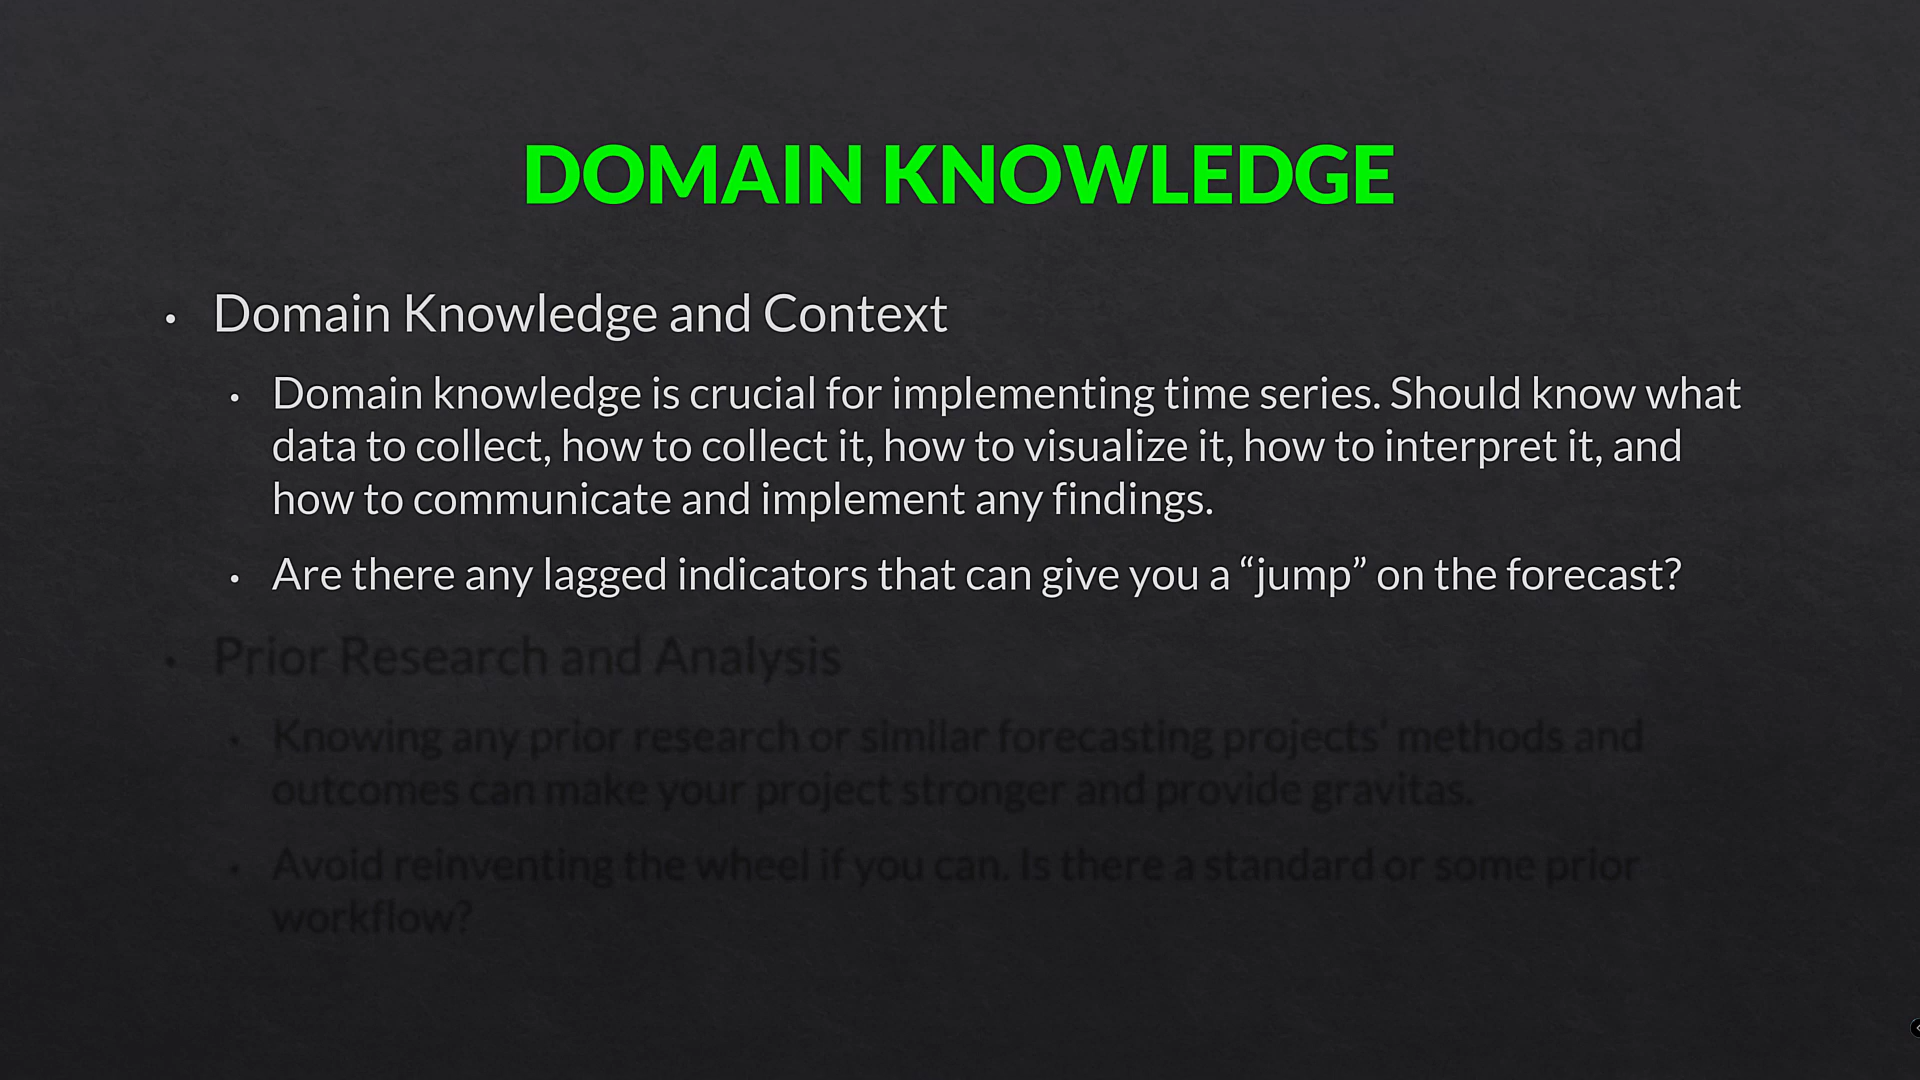 DOMAIN KNOWLEDGE
• Domain Knowledge and Context
• Domain knowledge is crucial for implementing time series. Should know what
data to collect, how to collect it, how to visualize it, how to interpret it, and
how to communicate and implement any findings.
• Are there any lagged indicators that can give you a “jump” on the forecast?
• Prior Research and Analysis
• Knowing any prior research or similar forecasting projects' methods and
outcomes can make your project stronger and provide gravitas.
• Avoid reinventing the wheel if you can. Is there a standard or some prior
workflow?